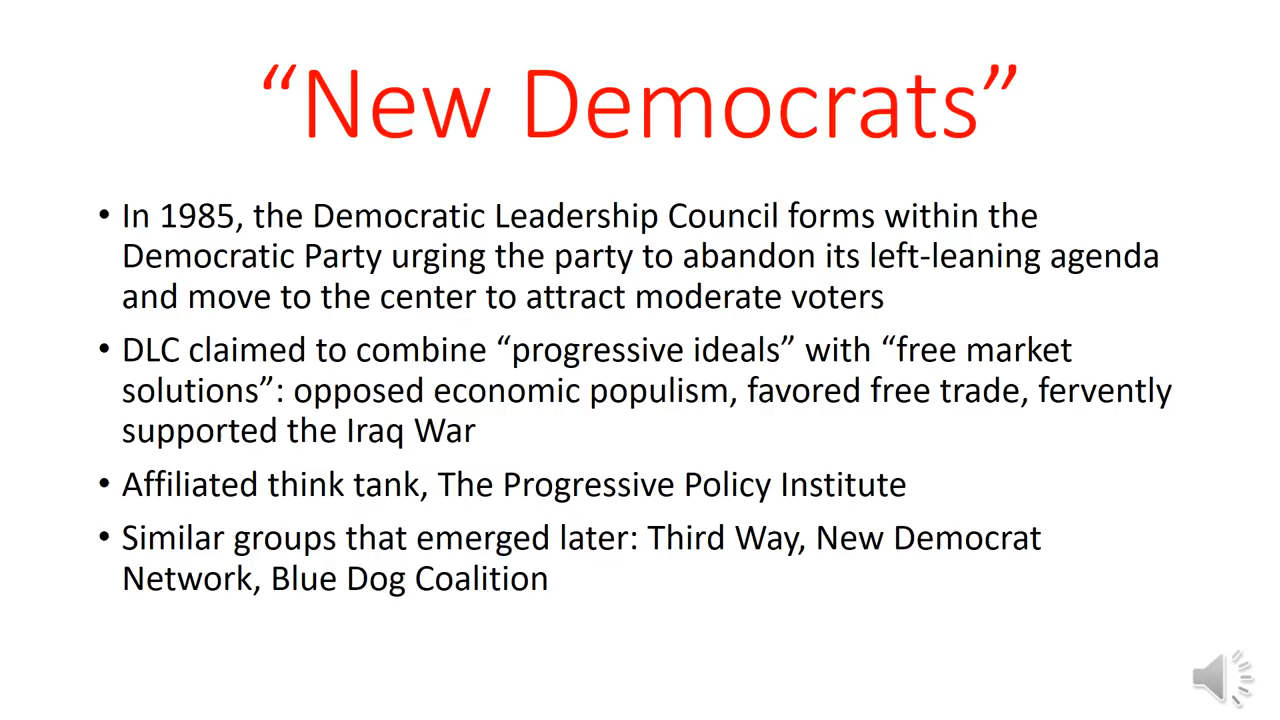 “New Democrats”
• In 1985, the Democratic Leadership Council forms within the
Democratic Party urging the party to abandon its left-leaning agenda
and move to the center to attract moderate voters
• DLC claimed to combine “progressive ideals” with “free market
solutions”: opposed economic populism, favored free trade, fervently
supported the Iraq War
• Affiliated think tank, The Progressive Policy Institute
• Similar groups that emerged later: Third Way, New Democrat
Network, Blue Dog Coalition